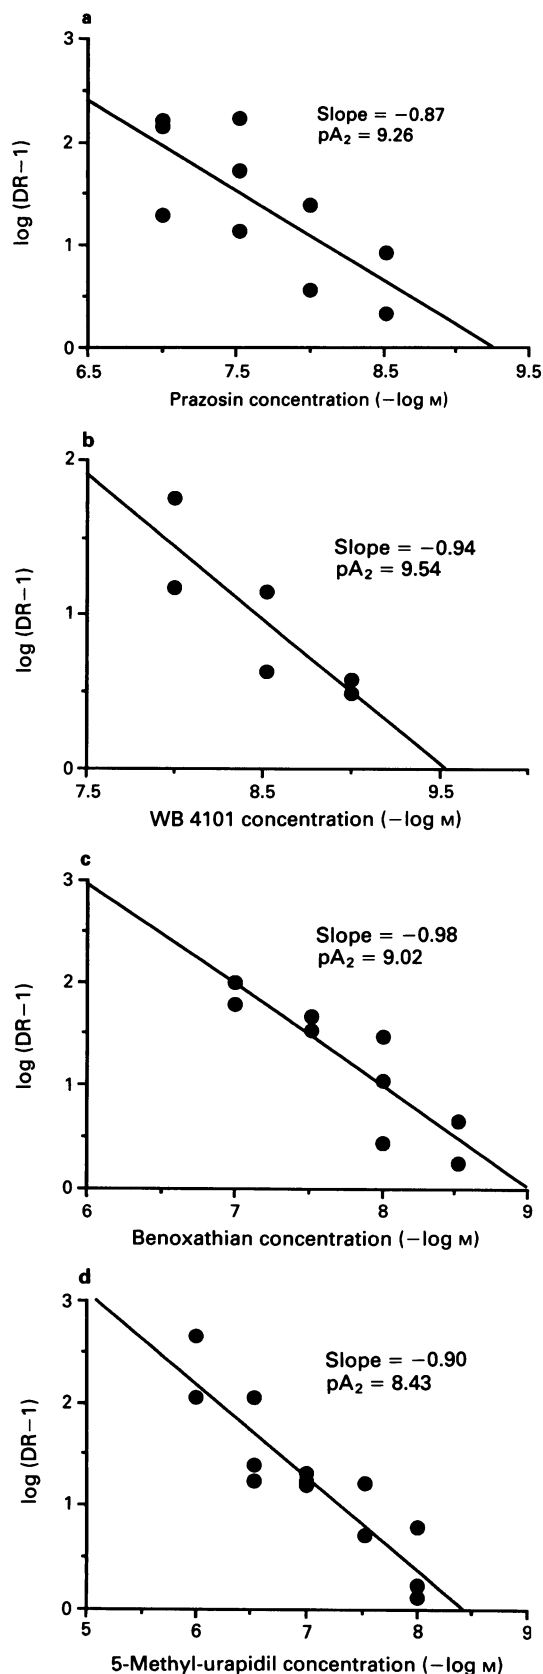 a
3
2
1
0
log (DR−1)
Slope = −0.87
pA₂ = 9.26
6.5 7.5 8.5 9.5
Prazosin concentration (−log M)
b
2
1
0
log (DR−1)
Slope = −0.94
pA₂ = 9.54
7.5 8.5 9.5
WB 4101 concentration (−log M)
c
3
2
1
0
log (DR−1)
Slope = −0.98
pA₂ = 9.02
6 7 8 9
Benoxathian concentration (−log M)
d
3
2
1
0
log (DR−1)
Slope = −0.90
pA₂ = 8.43
5 6 7 8 9
5-Methyl-urapidil concentration (−log M)